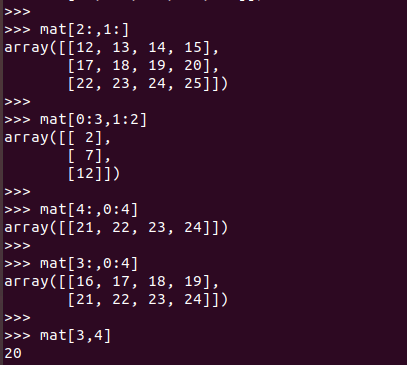 >>>
>>> mat[2:,1:]
array([[12, 13, 14, 15],
       [17, 18, 19, 20],
       [22, 23, 24, 25]])
>>>
>>> mat[0:3,1:2]
array([[ 2],
       [ 7],
       [12]])
>>>
>>> mat[4:,0:4]
array([[21, 22, 23, 24]])
>>>
>>> mat[3:,0:4]
array([[16, 17, 18, 19],
       [21, 22, 23, 24]])
>>>
>>> mat[3,4]
20